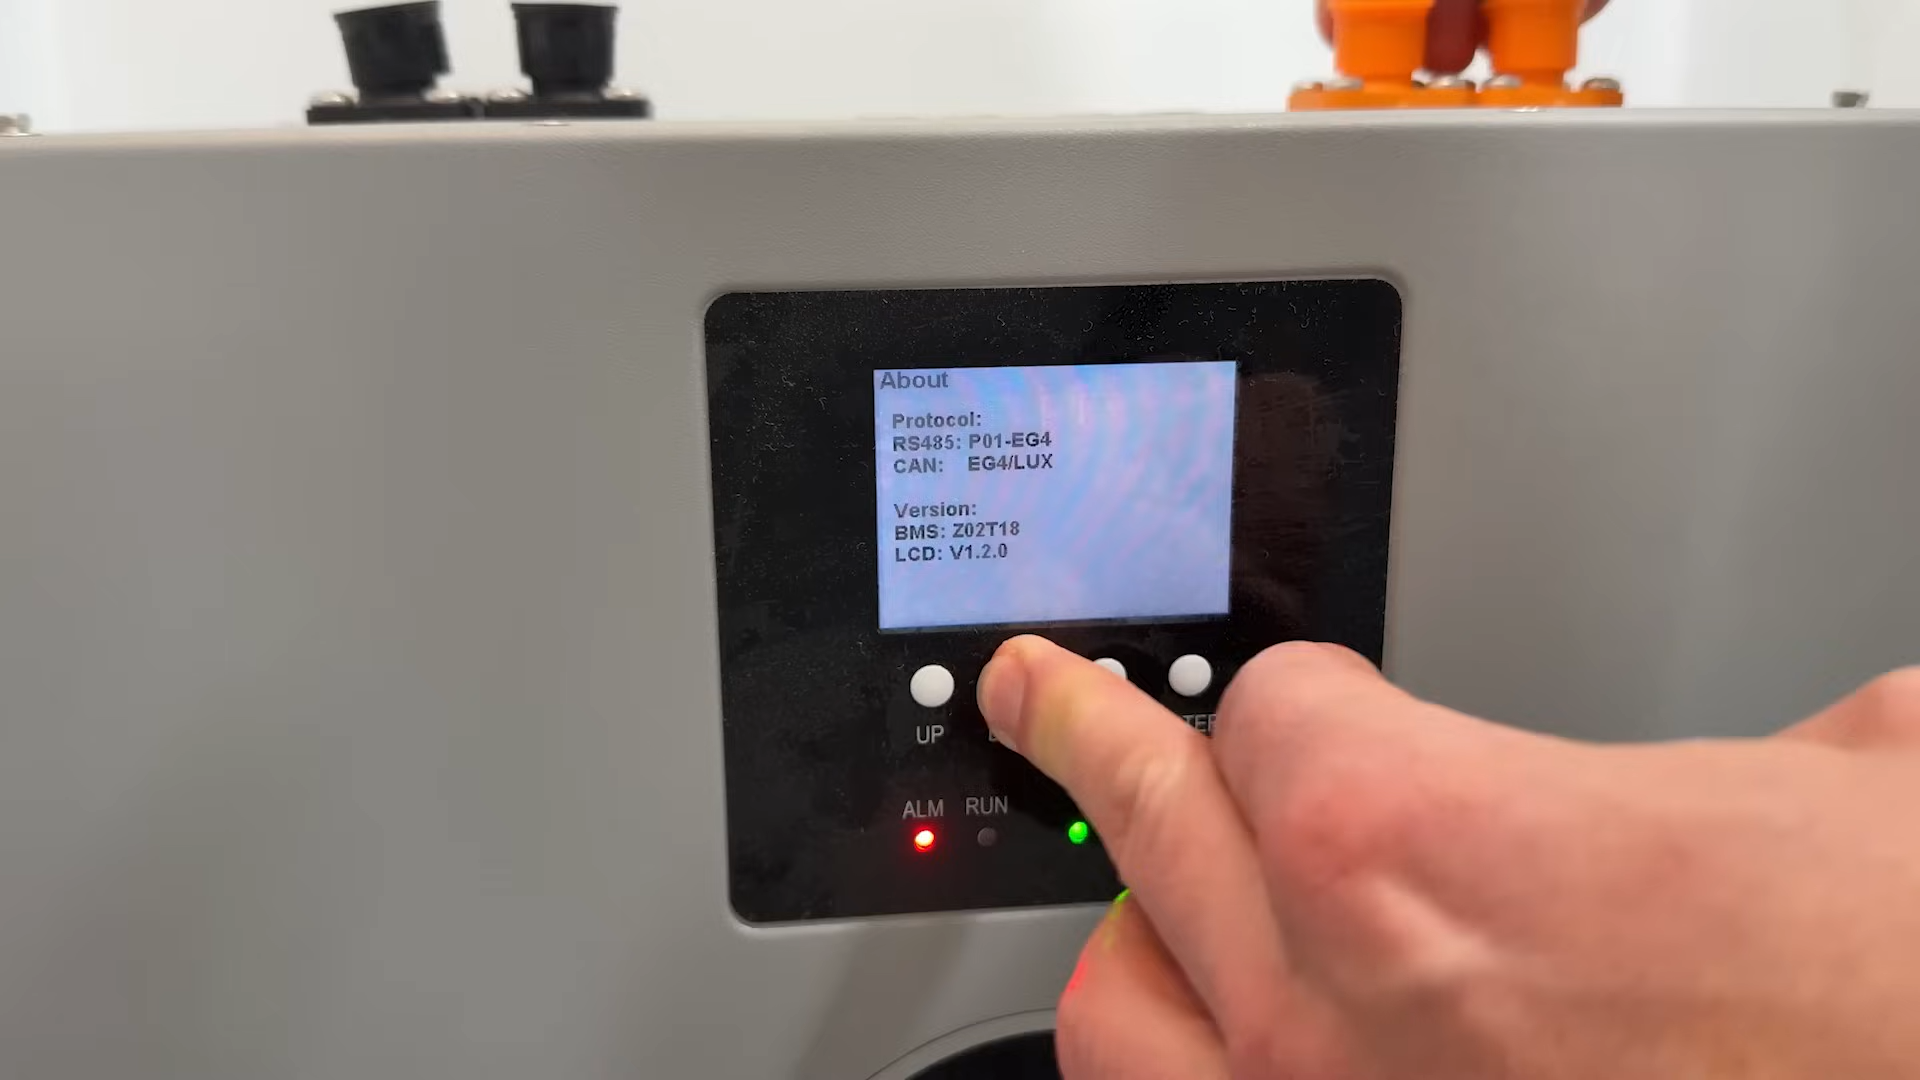 About
Protocol:
RS485: P01-EG4
CAN: EG4/LUX
Version:
BMS: Z02T18
LCD: V1.2.0
UP
ALM RUN